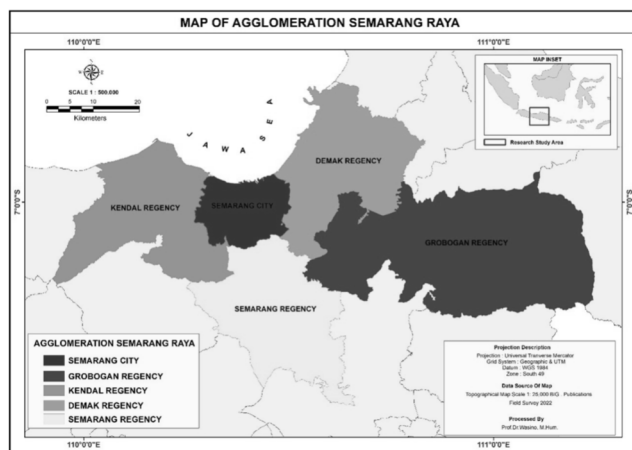 MAP OF AGGLOMERATION SEMARANG RAYA
110°0'0"E
111°0'0"E
SCALE 1 : 500.000
0 5 10 20
Kilometers
JAWA SEA
MAP INSET
Research Study Area
7°0'0"S
7°0'0"S
DEMAK REGENCY
KENDAL REGENCY
SEMARANG CITY
GROBOGAN REGENCY
SEMARANG REGENCY
AGGLOMERATION SEMARANG RAYA
SEMARANG CITY
GROBOGAN REGENCY
KENDAL REGENCY
DEMAK REGENCY
SEMARANG REGENCY
Projection Description
Projection : Universal Tranverse Mercator
Grid System : Geographic & UTM
Datum : WGS 1984
Zone : South 49
Data Source Of Map
Topographical Map Scale 1: 25,000 BIG . Publications
Field Survey 2022
Processed By
Prof.Dr.Wasino, M.Hum.
110°0'0"E
111°0'0"E